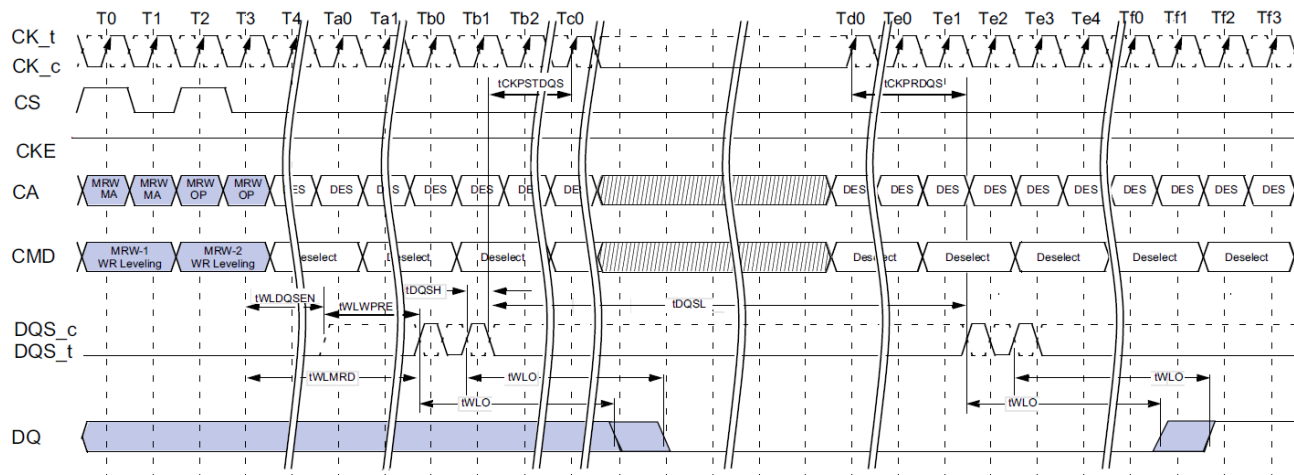 T0 T1 T2 T3 T4 Ta0 Ta1 Tb0 Tb1 Tb2 Tc0 Td0 Te0 Te1 Te2 Te3 Te4 Tf0 Tf1 Tf2 Tf3
CK_t
CK_c
tCKPSTDQS tCKPRDQS
CS
CKE
CA
MRW MRW MRW MRW
MA MA OP OP
DES DES DES DES DES DES DES DES DES DES DES DES DES DES DES DES
CMD
MRW-1 MRW-2
WR Leveling WR Leveling
Deselect Deselect Deselect Deselect Deselect Deselect Deselect Deselect
tDQSH
tWLDQSEN tWLWPRE tDQSL
DQS_c
DQS_t
tWLMRD tWLO tWLO
tWLO tWLO
DQ